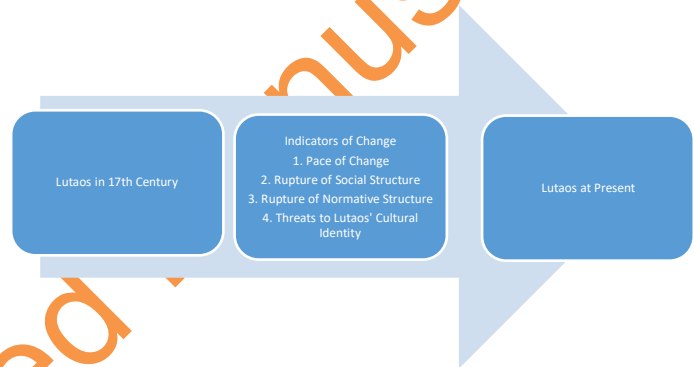 Lutaos in 17th Century
Indicators of Change
1. Pace of Change
2. Rupture of Social Structure
3. Rupture of Normative Structure
4. Threats to Lutaos' Cultural
Identity
Lutaos at Present